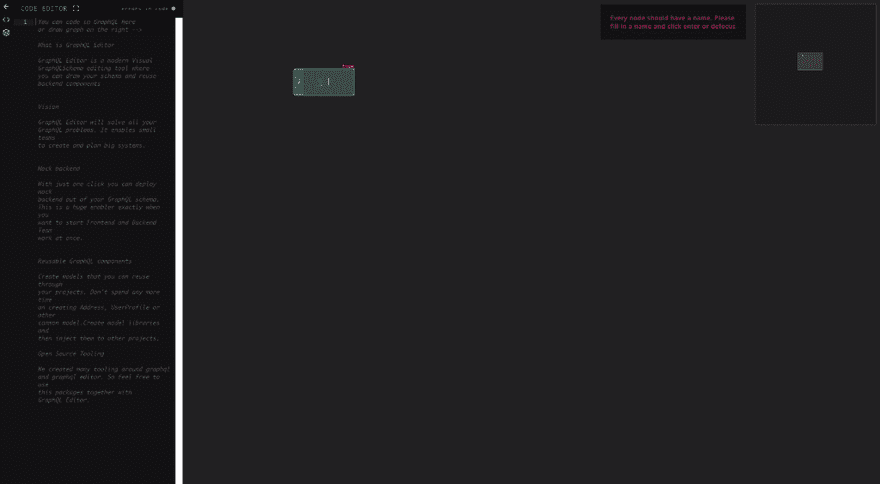 CODE EDITOR
errors in code
Every node should have a name. Please
fill in a name and click enter or defocus.
1
You can code in GraphQL here
or draw graph on the right -->
What is GraphQL Editor
GraphQL Editor is a modern Visual
GraphQLSchema editing tool where
you can draw your schema and reuse
backend components
Vision
GraphQL Editor will solve all your
GraphQL problems. It enables small
teams
to create and plan big systems.
Mock backend
With just one click you can deploy
mock
backend out of your GraphQL schema.
This is a huge enabler exactly when
you
want to start Frontend and Backend
Team
work at once.
Reusable GraphQL components
Create models that you can reuse
through
your projects. Don't spend any more
time
on creating Address, UserProfile or
other
common model.Create model libraries
and
then inject them to other projects.
Open Source Tooling
We created many tooling around graphql
and graphql editor. So feel free to
use
this packages together with
GraphQL Editor.